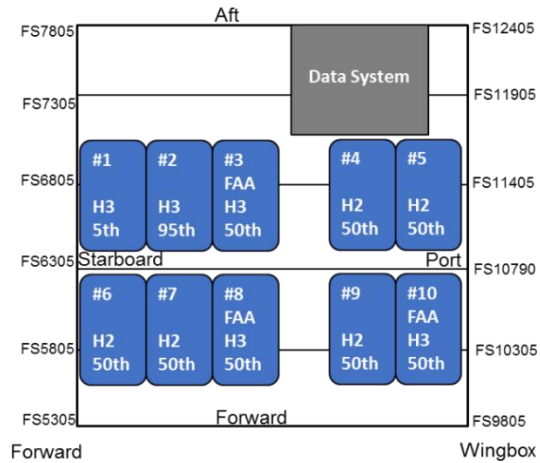 Aft
FS7805
FS12405
Data System
FS7305
FS11905
#1
H3
5th
#2
H3
95th
#3
FAA
H3
50th
#4
H2
50th
#5
H2
50th
FS6805
FS11405
FS6305
Starboard
Port
FS10790
#6
H2
50th
#7
H2
50th
#8
FAA
H3
50th
#9
H2
50th
#10
FAA
H3
50th
FS5805
FS10305
FS5305
Forward
FS9805
Forward
Wingbox